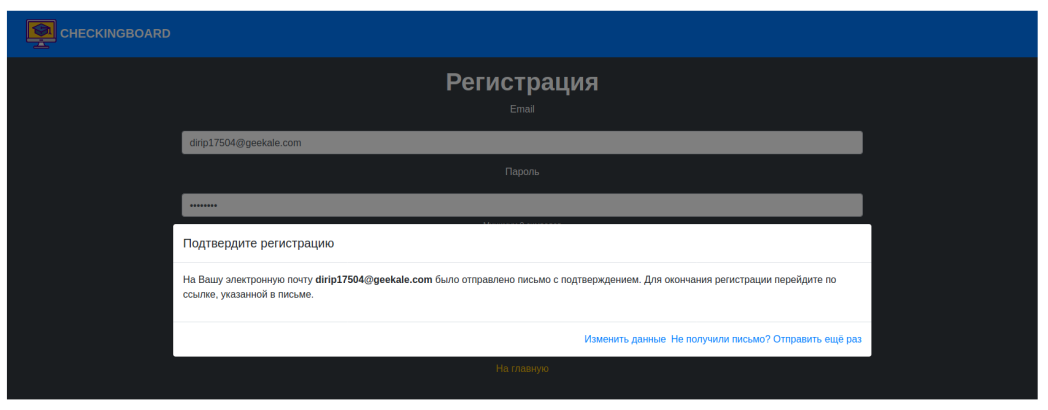 CHECKINGBOARD
Регистрация
Email
dirip17504@geekale.com
Пароль
••••••••
Подтвердите регистрацию
На Вашу электронную почту dirip17504@geekale.com было отправлено письмо с подтверждением. Для окончания регистрации перейдите по
ссылке, указанной в письме.
Изменить данные Не получили письмо? Отправить ещё раз
На главную